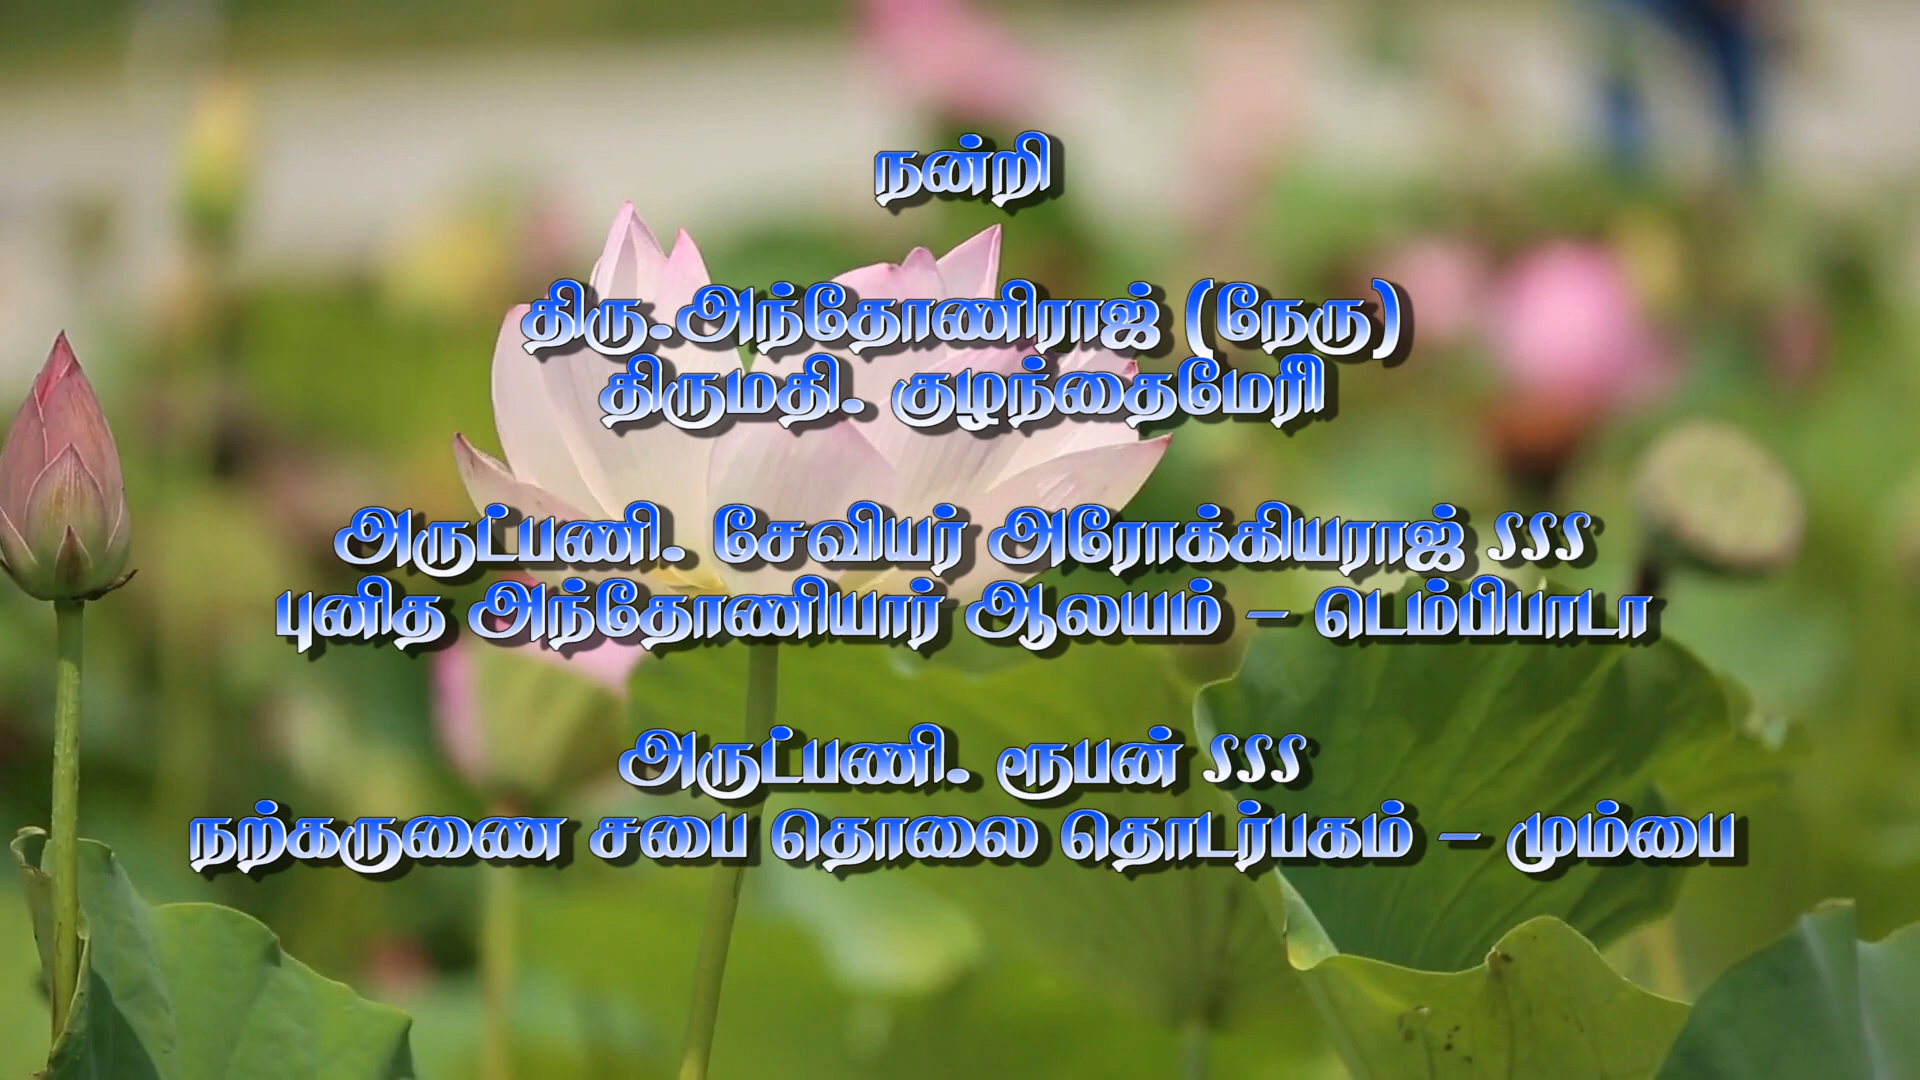 நன்றி
திரு.அந்தோணிராஜ் (நேரு)
திருமதி. குழந்தைமேரி
அருட்பணி. சேவியர் அரோக்கியராஜ் SSS
புனித அந்தோணியார் ஆலயம் – டெம்பிபாடா
அருட்பணி. ரூபன் SSS
நற்கருணை சபை தொலை தொடர்பகம் – மும்பை